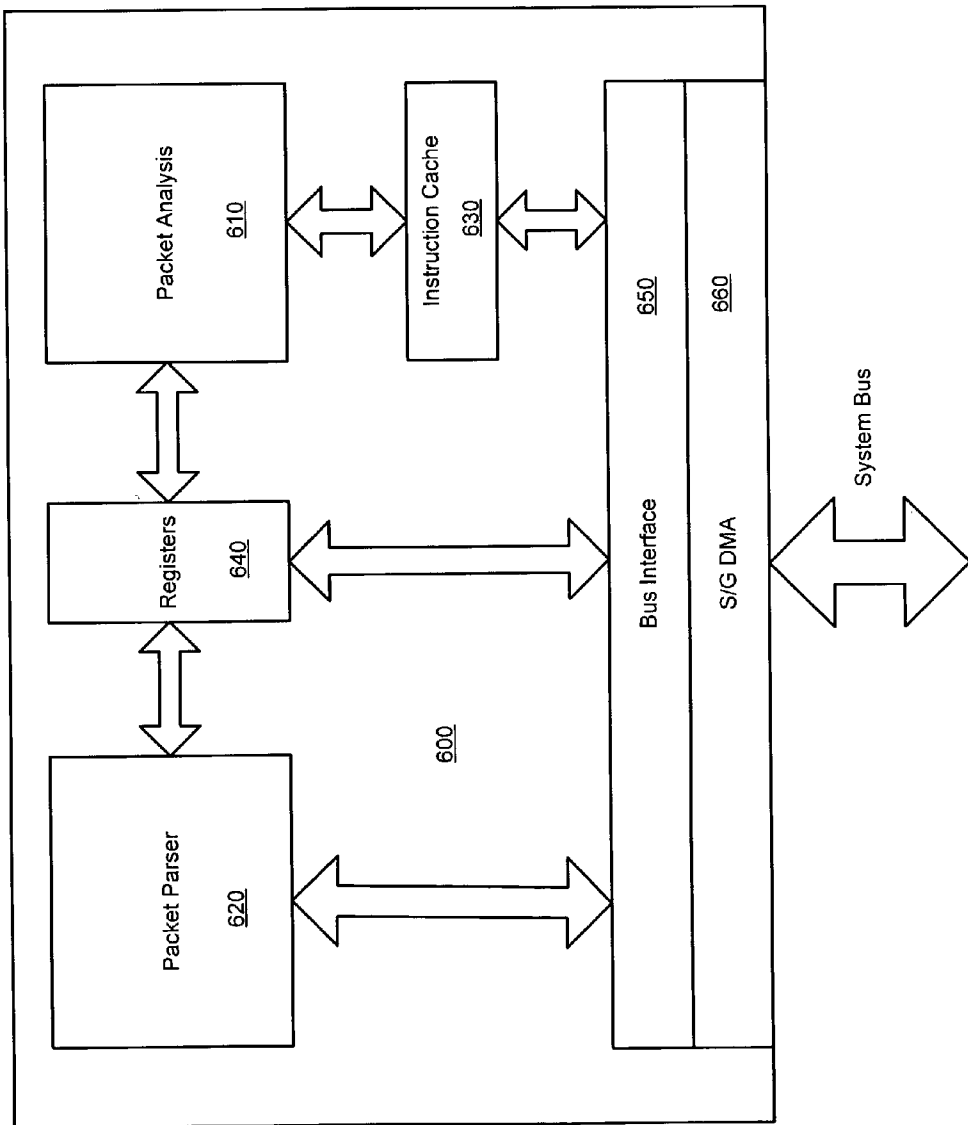 Packet Parser
620
Registers
640
Packet Analysis
610
Instruction Cache
630
600
Bus Interface
650
S/G DMA
660
System Bus